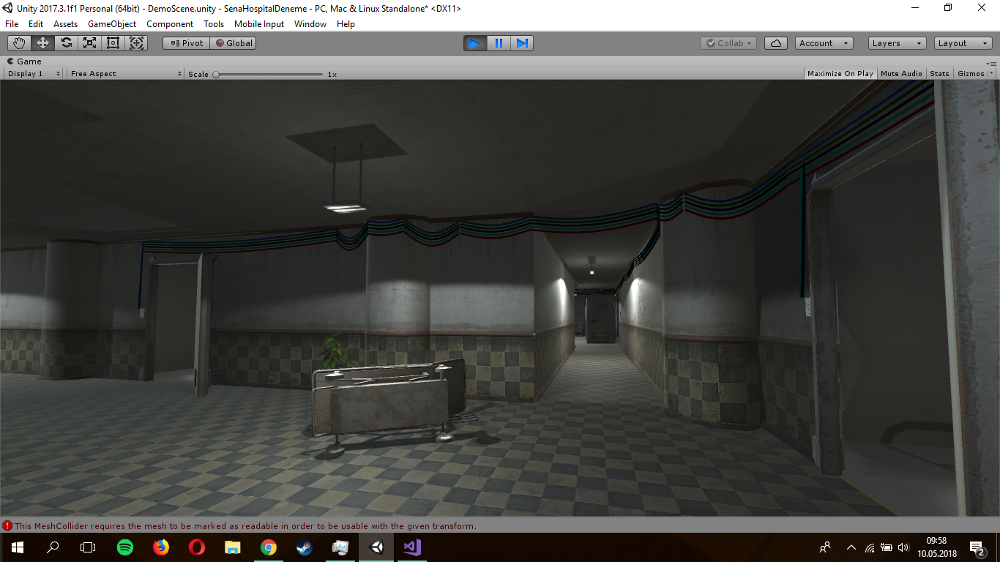 Unity 2017.3.1f1 Personal (64bit) - DemoScene.unity - SenaHospitalDeneme - PC, Mac & Linux Standalone* <DX11>
File Edit Assets GameObject Component Tools Mobile Input Window Help
Pivot Global Collab Account Layers Layout
Game
Display 1 Free Aspect Scale 1x Maximize On Play Mute Audio Stats Gizmos
This MeshCollider requires the mesh to be marked as readable in order to be usable with the given transform.
09:58
10.05.2018
2